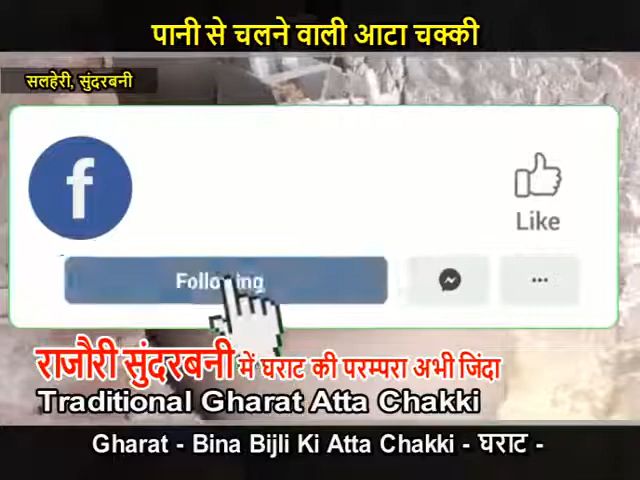 पानी से चलने वाली आटा चक्की
सलहेरी, सुंदरबनी
f
Like
Following
...
राजौरी सुंदरबनी में घराट की परम्परा अभी जिंदा
Traditional Gharat Atta Chakki
Gharat - Bina Bijli Ki Atta Chakki - घराट -